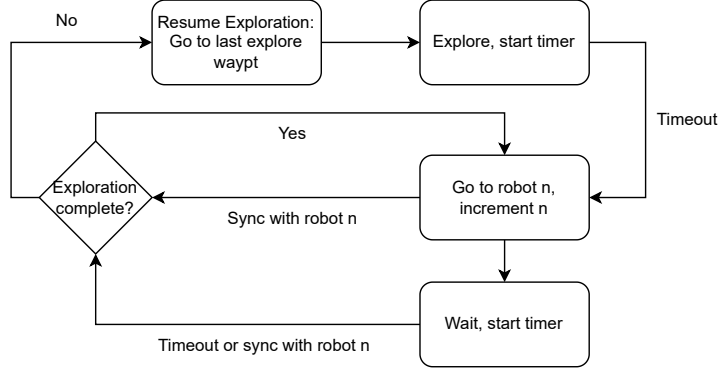 No
Resume Exploration:
Go to last explore
waypt
Explore, start timer
Timeout
Yes
Exploration
complete?
Go to robot n,
increment n
Sync with robot n
Wait, start timer
Timeout or sync with robot n